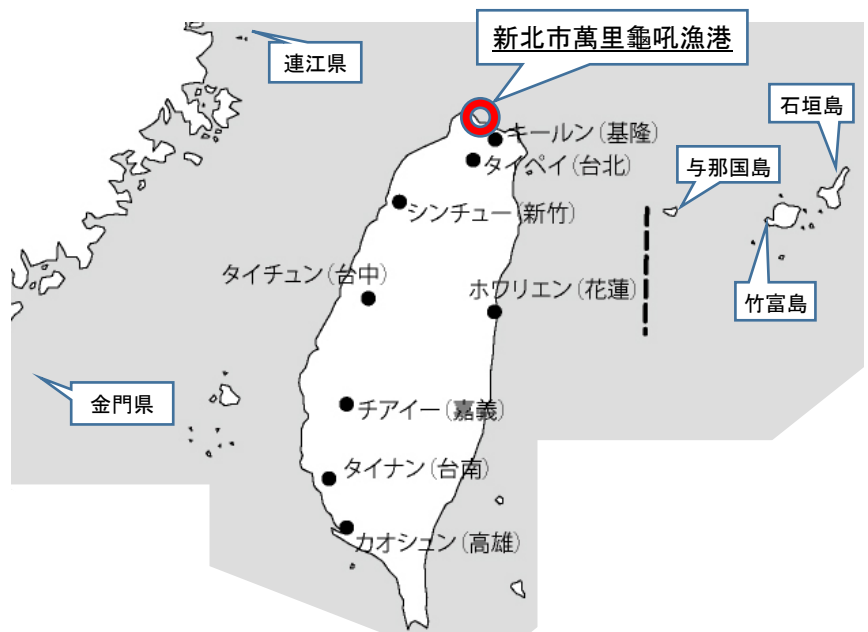 新北市萬里龜吼漁港
連江県
石垣島
キールン(基隆)
タイペイ(台北)
与那国島
シンチュー(新竹)
タイチュン(台中)
ホワリエン(花蓮)
竹富島
金門県
チアイー(嘉義)
タイナン(台南)
カオシュン(高雄)